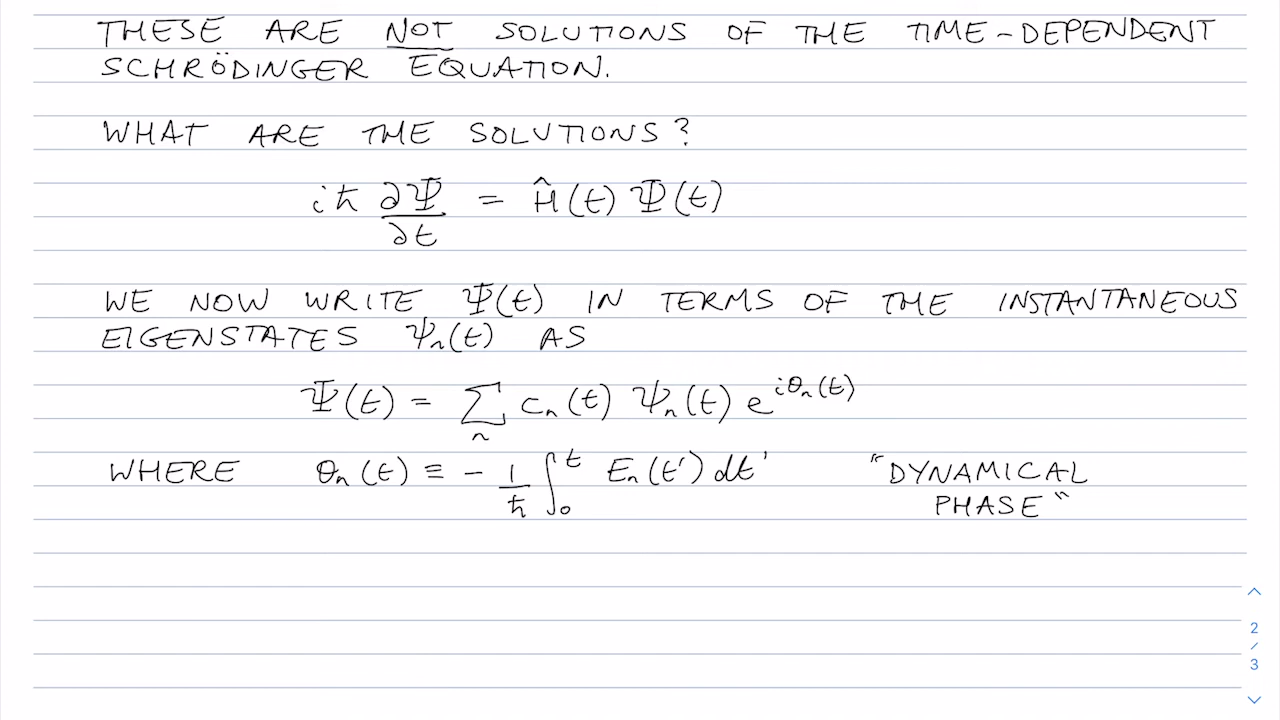 THESE ARE NOT SOLUTIONS OF THE TIME-DEPENDENT
SCHRÖDINGER EQUATION.
WHAT ARE THE SOLUTIONS?
iħ ∂Ψ/∂t = Ĥ(t) Ψ(t)
WE NOW WRITE Ψ(t) IN TERMS OF THE INSTANTANEOUS
EIGENSTATES ψₙ(t) AS
Ψ(t) = Σₙ cₙ(t) ψₙ(t) e^{iθₙ(t)}
WHERE θₙ(t) ≡ - 1/ħ ∫₀ᵗ Eₙ(t') dt' "DYNAMICAL
PHASE"
2
/
3